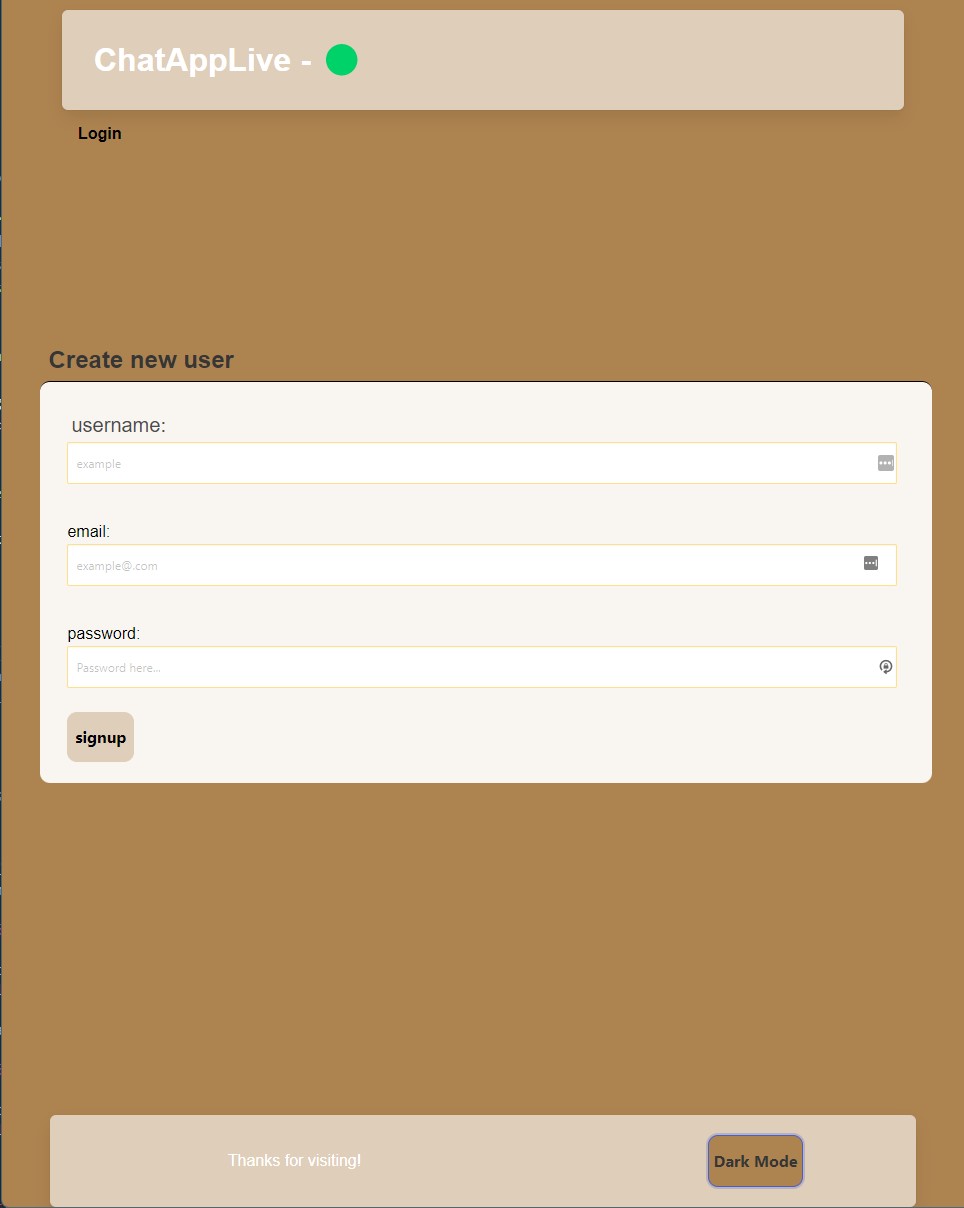 ChatAppLive -
Login
Create new user
username:
example
email:
example@.com
password:
Password here...
signup
Thanks for visiting!
Dark Mode